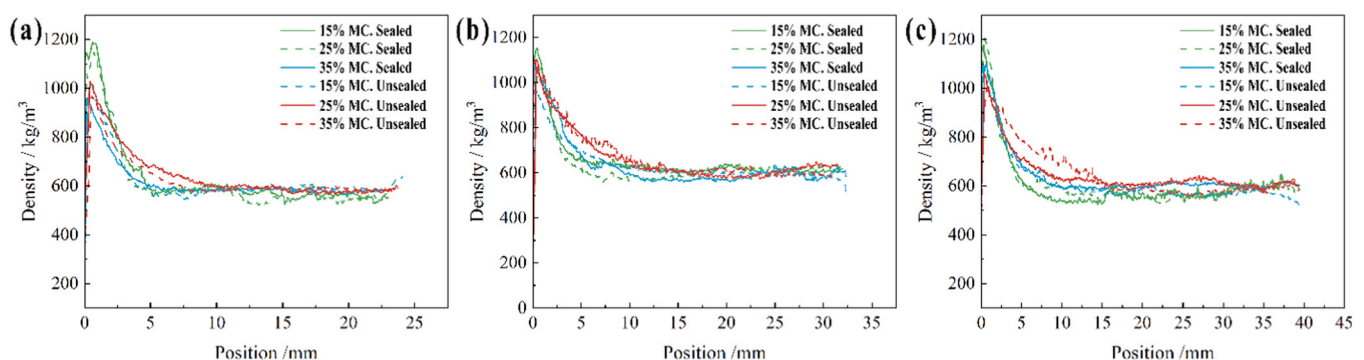 (a)
1200
1000
800
600
400
200
Density / kg/m³
0
5
10
15
20
25
Position /mm
15% MC. Sealed
25% MC. Sealed
35% MC. Sealed
15% MC. Unsealed
25% MC. Unsealed
35% MC. Unsealed
(b)
1200
1000
800
600
400
200
0
Density / kg/m³
0
5
10
15
20
25
30
35
Position /mm
15% MC. Sealed
25% MC. Sealed
35% MC. Sealed
15% MC. Unsealed
25% MC. Unsealed
35% MC. Unsealed
(c)
1200
1000
800
600
400
200
Density / kg/m³
0
5
10
15
20
25
30
35
40
45
Position /mm
15% MC. Sealed
25% MC. Sealed
35% MC. Sealed
15% MC. Unsealed
25% MC. Unsealed
35% MC. Unsealed